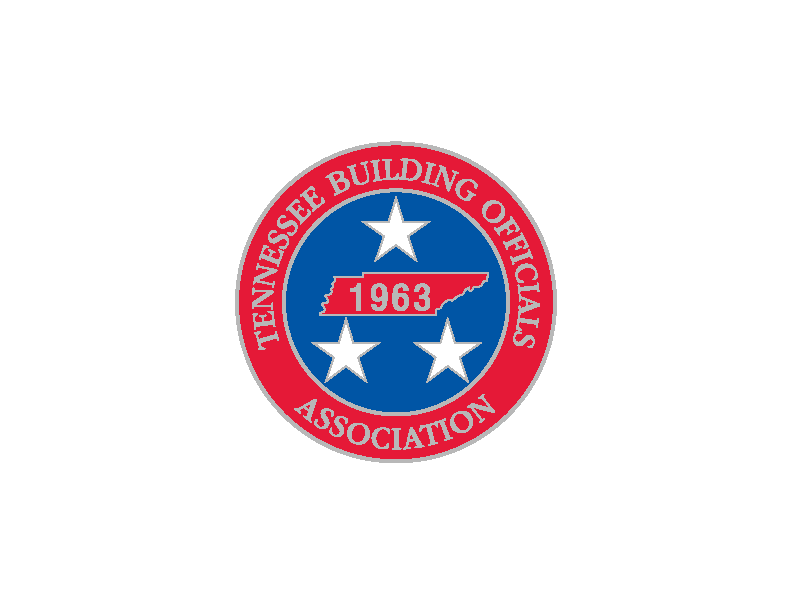 TENNESSEE BUILDING OFFICIALS
1963
ASSOCIATION